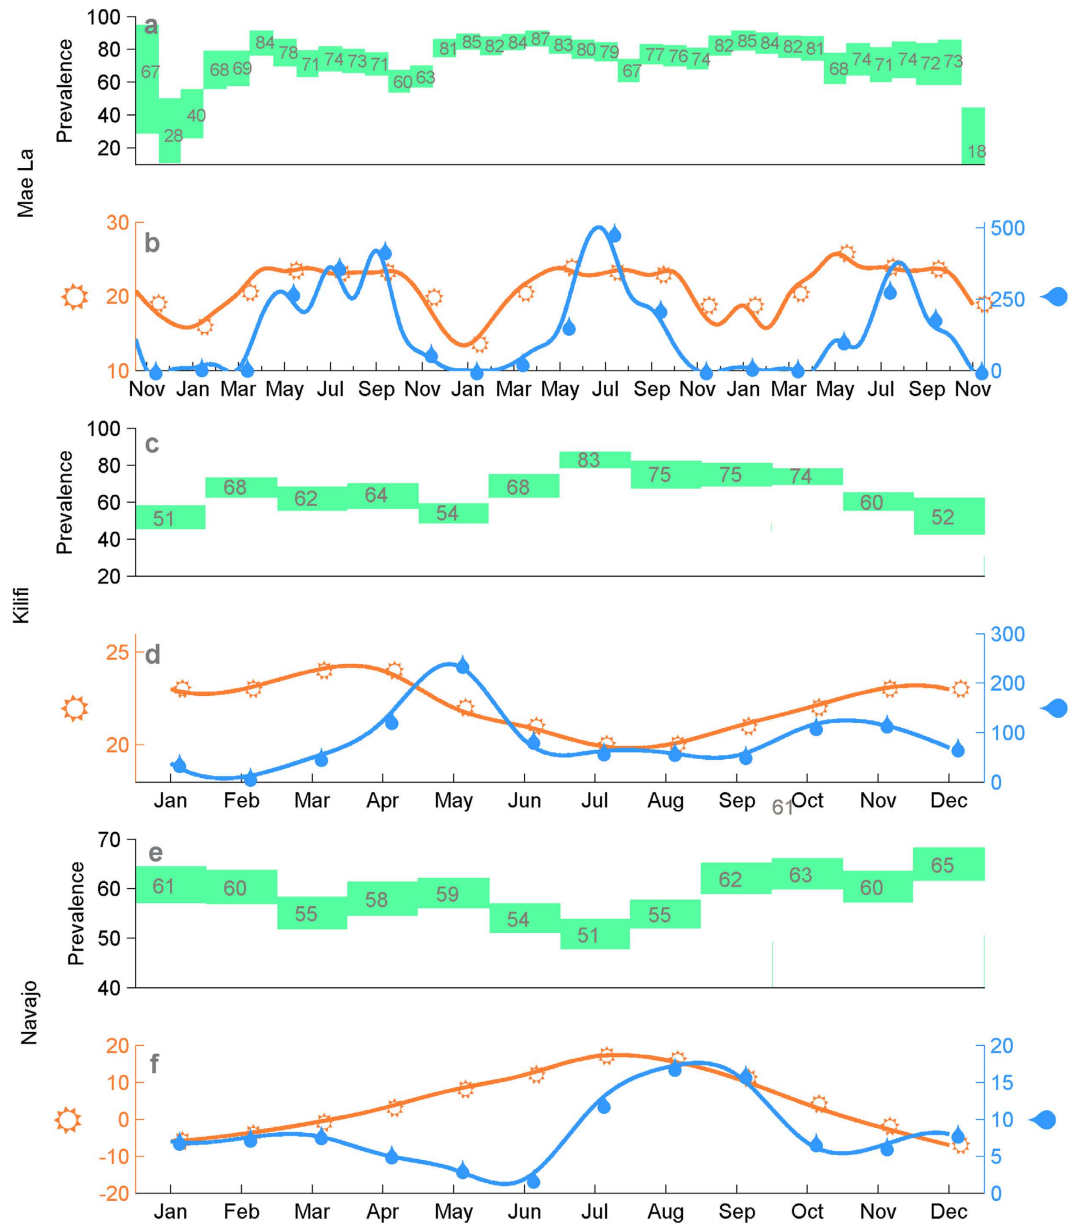 Mae La
Prevalence
a
100
80
60
40
20
67 28 40 68 69 84 78 71 74 73 71 60 63 81 85 82 84 87 83 80 79 67 77 76 74 82 85 84 82 81 68 74 71 74 72 73 18
b
30
20
10
500
250
0
Nov Jan Mar May Jul Sep Nov Jan Mar May Jul Sep Nov Jan Mar May Jul Sep Nov
Kilifi
Prevalence
c
100
80
60
40
20
51 68 62 64 54 68 83 75 75 74 60 52
d
25
20
300
200
100
0
Jan Feb Mar Apr May Jun Jul Aug Sep Oct Nov Dec
61
Navajo
Prevalence
e
70
60
50
40
61 60 55 58 59 54 51 55 62 63 60 65
f
20
10
0
-10
-20
20
15
10
5
0
Jan Feb Mar Apr May Jun Jul Aug Sep Oct Nov Dec